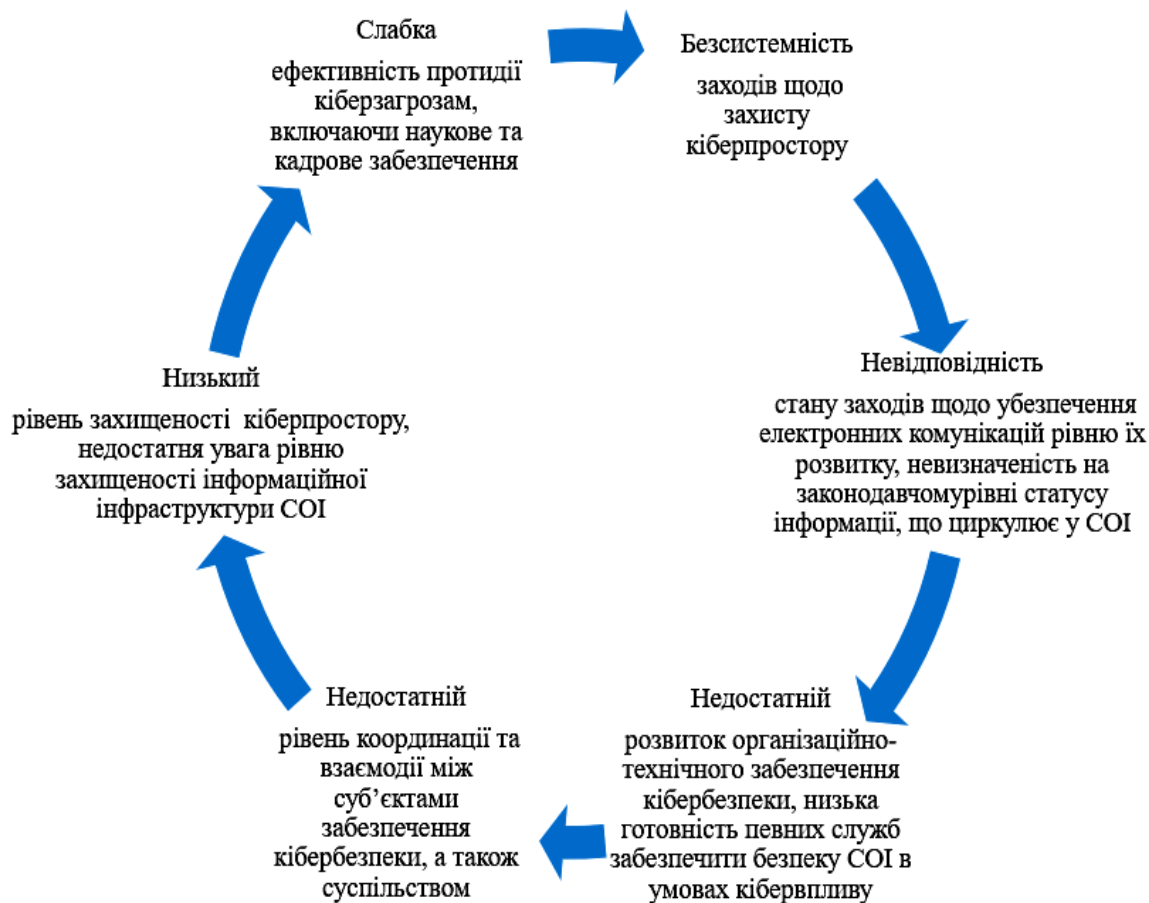 Слабка
ефективність протидії
кіберзагрозам,
включаючи наукове та
кадрове забезпечення
Безсистемність
заходів щодо
захисту
кіберпростору
Невідповідність
стану заходів щодо убезпечення
електронних комунікацій рівню їх
розвитку, невизначеність на
законодавчомурівні статусу
інформації, що циркулює у СОІ
Недостатній
розвиток організаційно-
технічного забезпечення
кібербезпеки, низька
готовність певних служб
забезпечити безпеку СОІ в
умовах кібервпливу
Недостатній
рівень координації та
взаємодії між
суб’єктами
забезпечення
кібербезпеки, а також
суспільством
Низький
рівень захищеності  кіберпростору,
недостатня увага рівню
захищеності інформаційної
інфраструктури СОІ